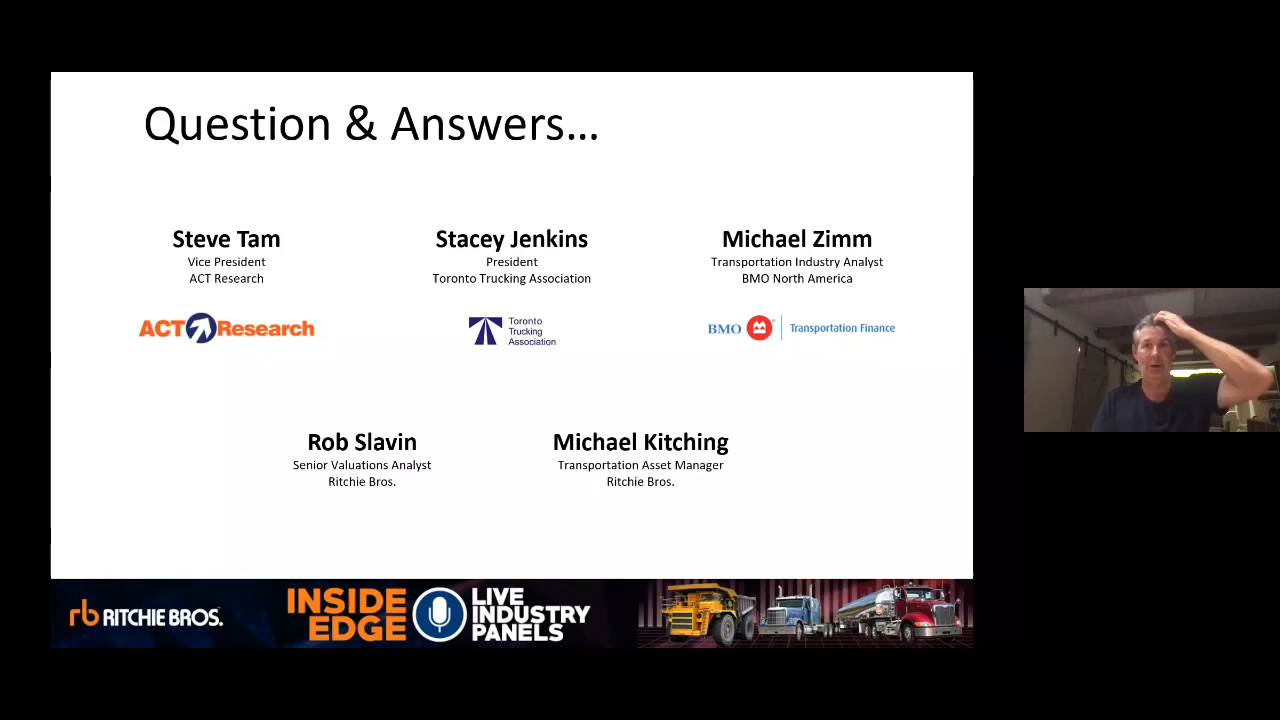 Question & Answers...
Steve Tam
Vice President
ACT Research
ACT Research
Stacey Jenkins
President
Toronto Trucking Association
Toronto
Trucking
Association
Michael Zimm
Transportation Industry Analyst
BMO North America
BMO Transportation Finance
Rob Slavin
Senior Valuations Analyst
Ritchie Bros.
Michael Kitching
Transportation Asset Manager
Ritchie Bros.
rb RITCHIE BROS.
INSIDE
EDGE
LIVE
INDUSTRY
PANELS